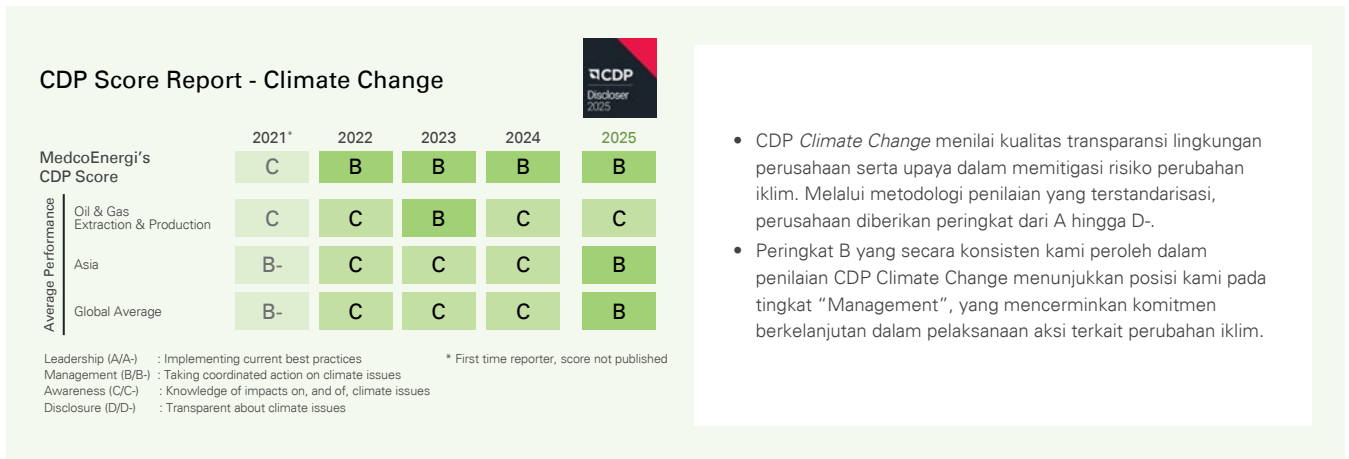 CDP Score Report - Climate Change
CDP
Discloser
2025
2021* 2022 2023 2024 2025
MedcoEnergi's
CDP Score
C B B B B
Average Performance
Oil & Gas
Extraction & Production
C C B C C
Asia B- C C C B
Global Average B- C C C B
Leadership (A/A-) : Implementing current best practices
Management (B/B-) : Taking coordinated action on climate issues
Awareness (C/C-) : Knowledge of impacts on, and of, climate issues
Disclosure (D/D-) : Transparent about climate issues
* First time reporter, score not published
• CDP Climate Change menilai kualitas transparansi lingkungan
perusahaan serta upaya dalam memitigasi risiko perubahan
iklim. Melalui metodologi penilaian yang terstandarisasi,
perusahaan diberikan peringkat dari A hingga D-.
• Peringkat B yang secara konsisten kami peroleh dalam
penilaian CDP Climate Change menunjukkan posisi kami pada
tingkat “Management”, yang mencerminkan komitmen
berkelanjutan dalam pelaksanaan aksi terkait perubahan iklim.